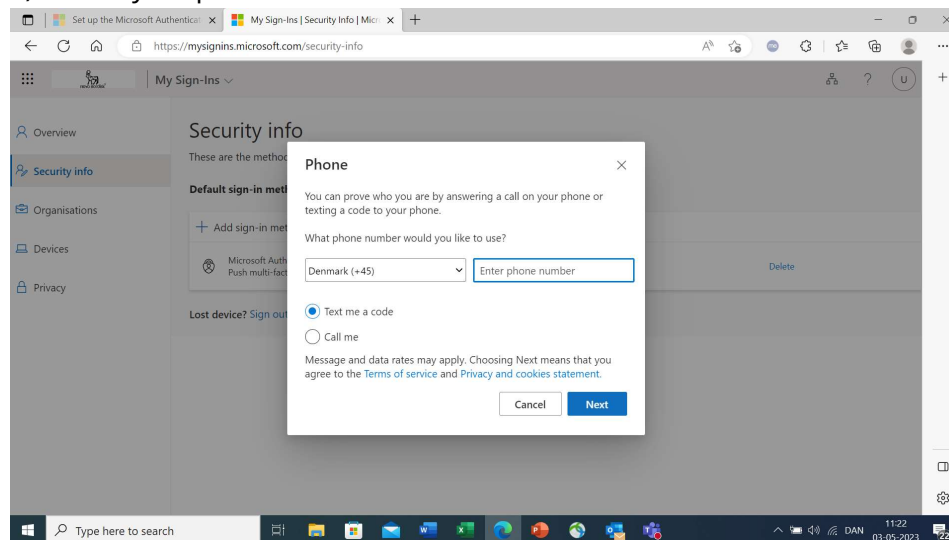 Set up the Microsoft Authenticat
My Sign-Ins | Security Info | Micr
https://mysignins.microsoft.com/security-info
My Sign-Ins
U
Overview
Security info
Organisations
Devices
Privacy
Security info
These are the method
Default sign-in meth
Add sign-in met
Microsoft Auth
Push multi-fact
Delete
Lost device? Sign out
Phone
You can prove who you are by answering a call on your phone or
texting a code to your phone.
What phone number would you like to use?
Denmark (+45)
Enter phone number
Text me a code
Call me
Message and data rates may apply. Choosing Next means that you
agree to the Terms of service and Privacy and cookies statement.
Cancel
Next
Type here to search
DAN
11:22
03-05-2023